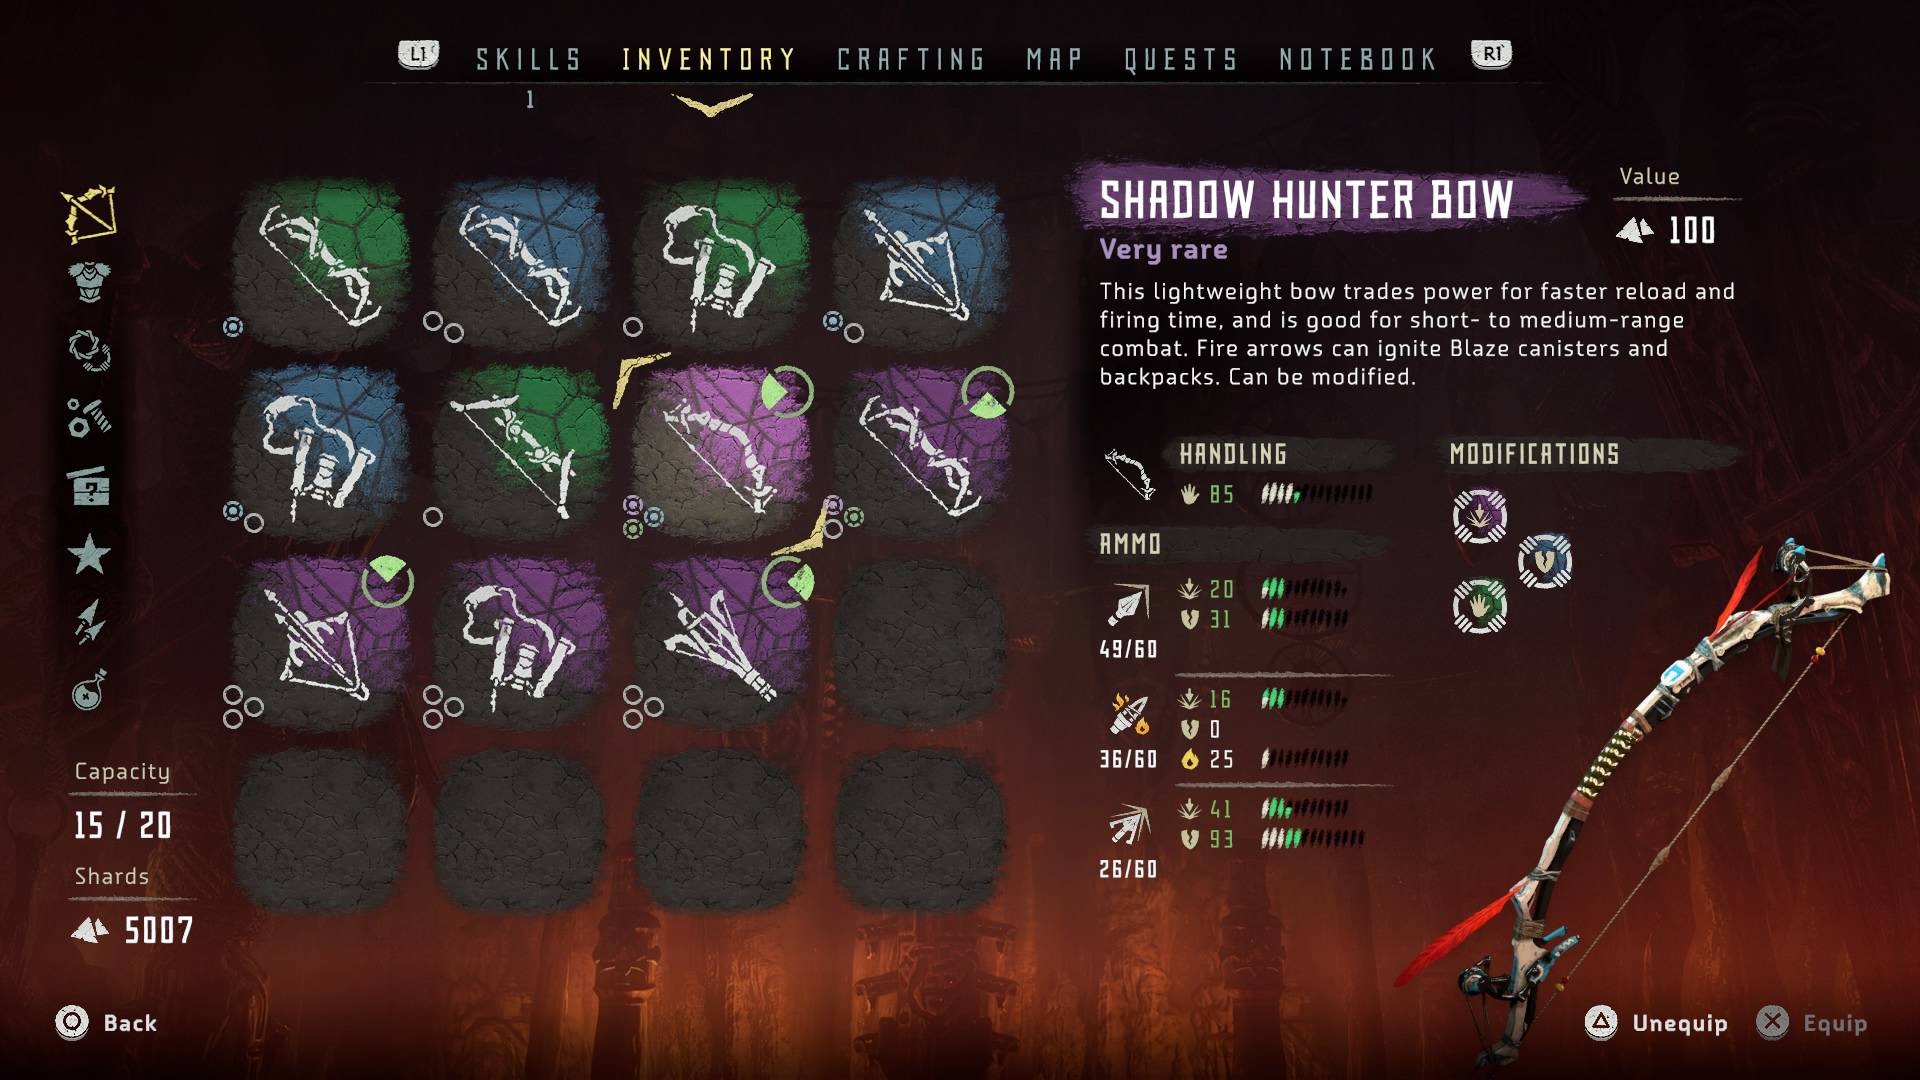 L1 SKILLS INVENTORY CRAFTING MAP QUESTS NOTEBOOK R1
1
SHADOW HUNTER BOW
Very rare
Value
100
This lightweight bow trades power for faster reload and
firing time, and is good for short- to medium-range
combat. Fire arrows can ignite Blaze canisters and
backpacks. Can be modified.
HANDLING
85
MODIFICATIONS
AMMO
20
31
49/60
16
0
25
36/60
41
93
26/60
?
Capacity
15 / 20
Shards
5007
Back
Unequip Equip